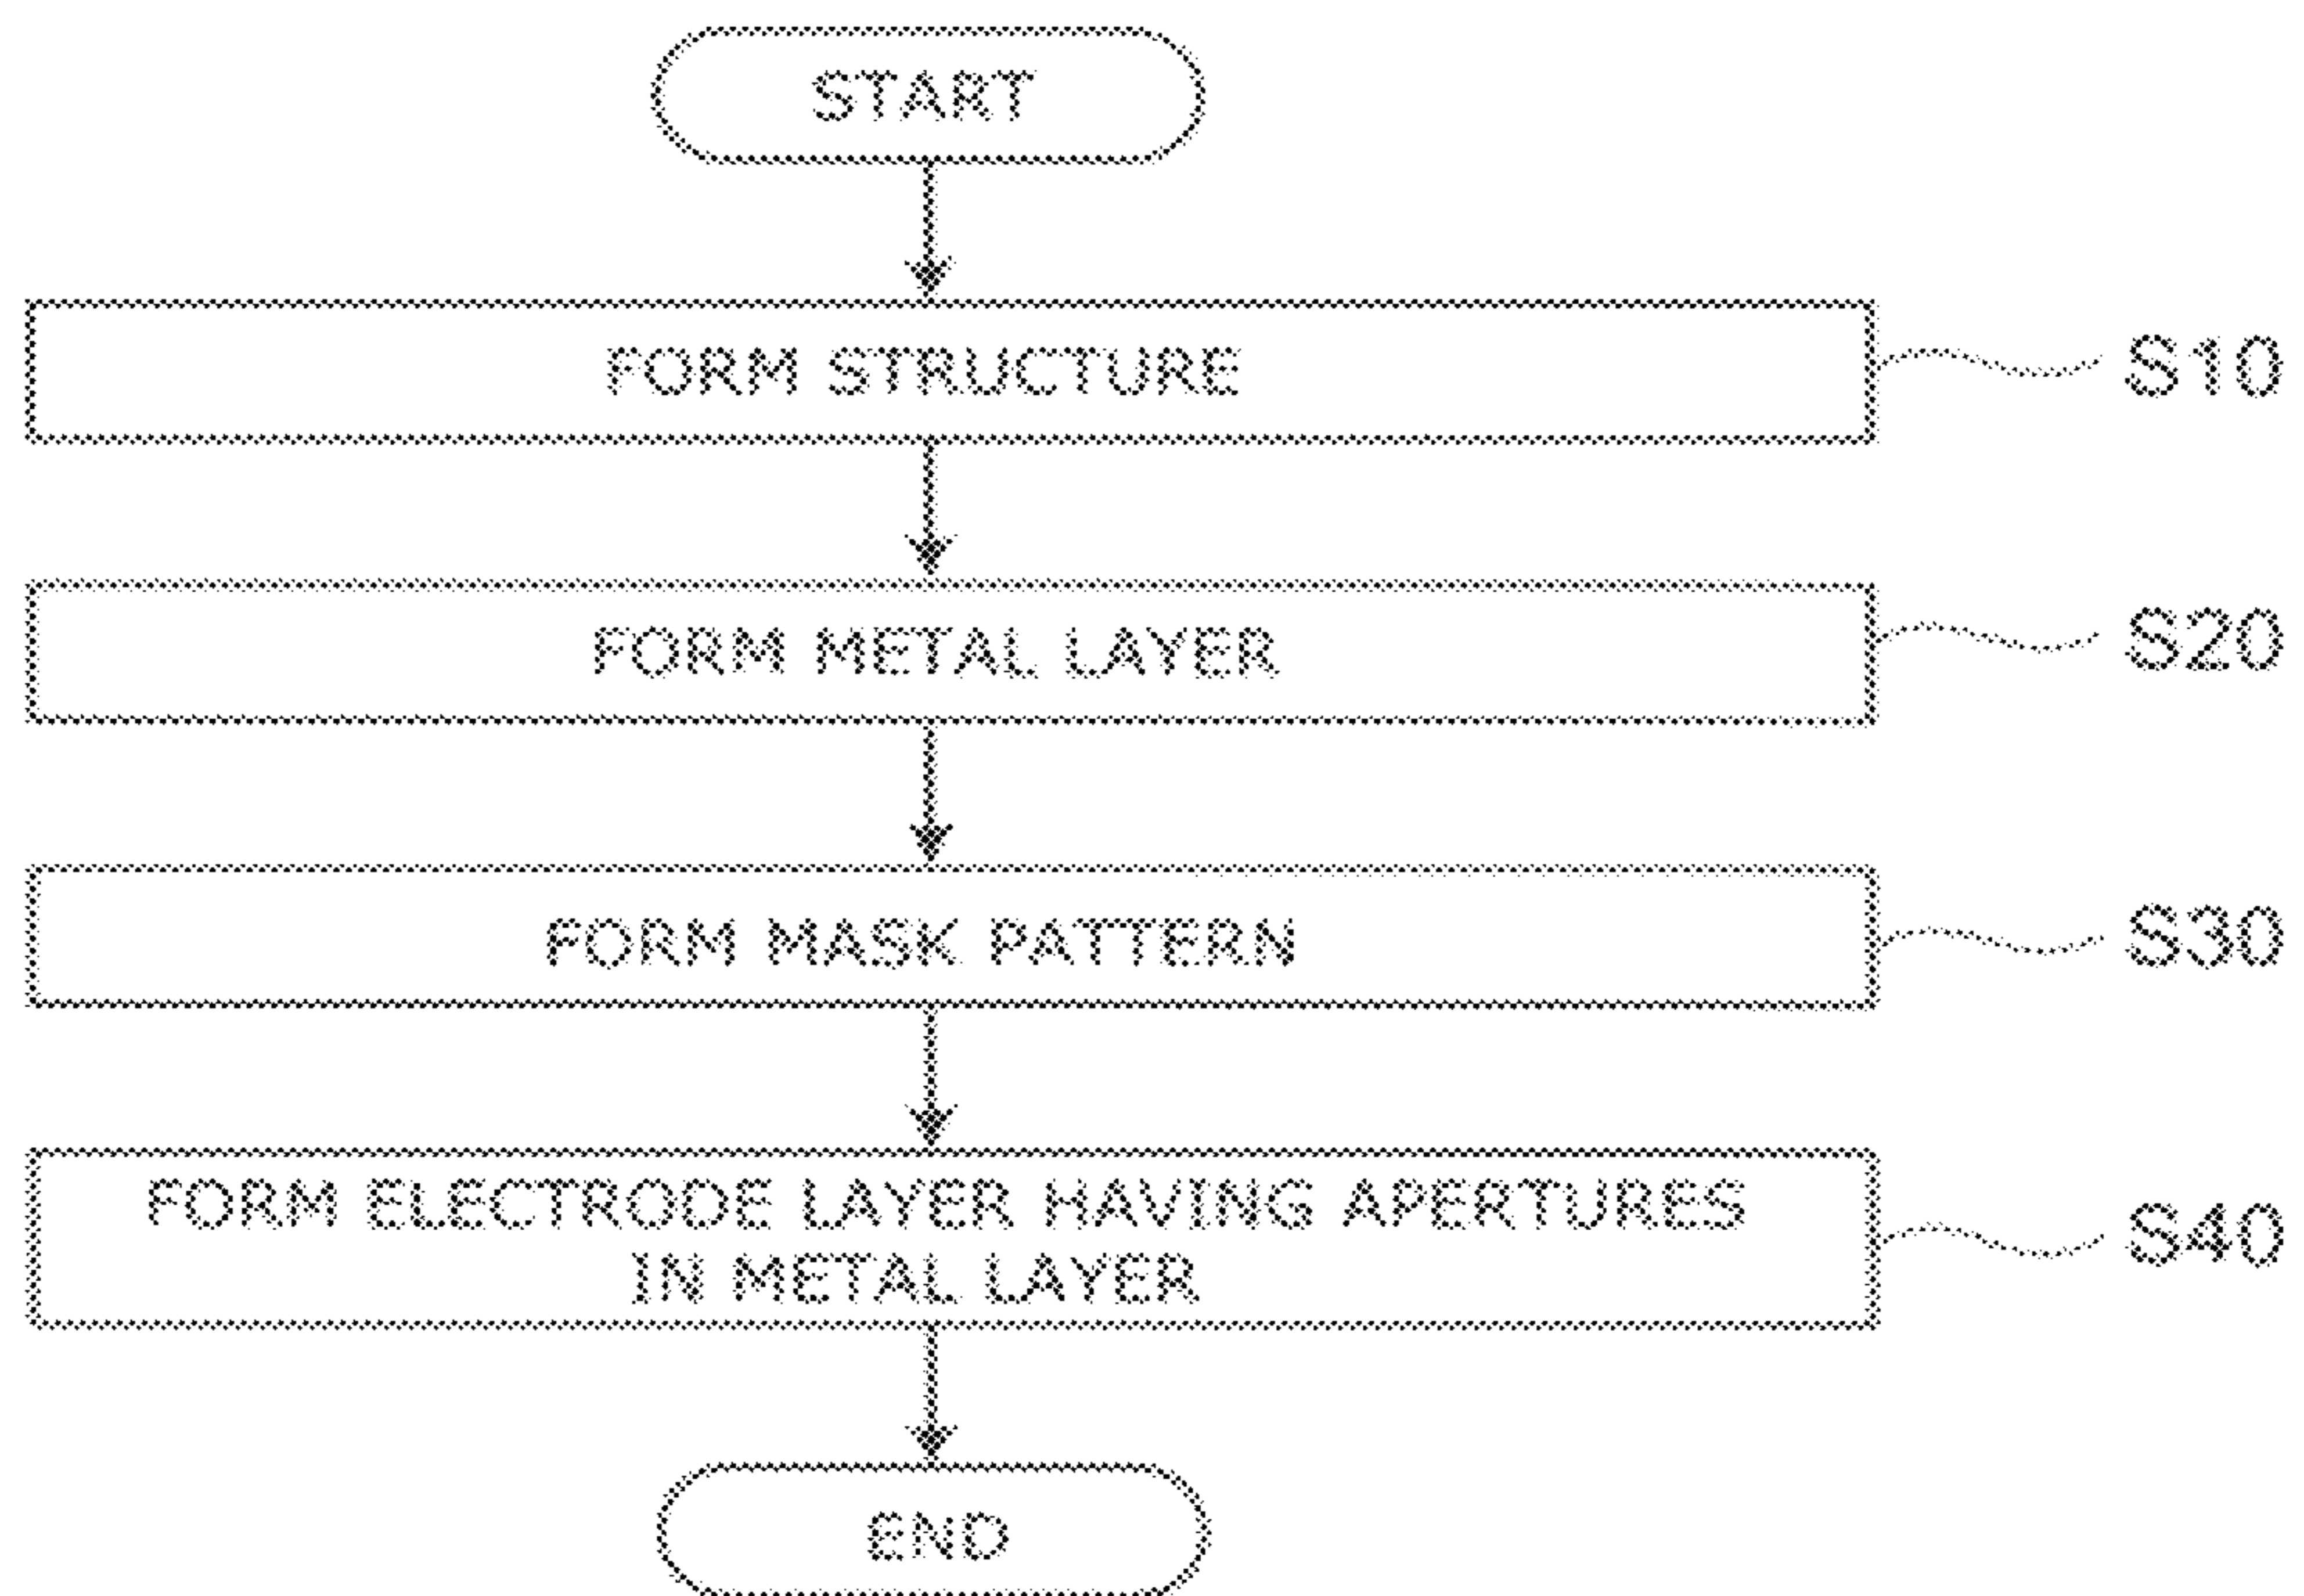 START
FORM STRUCTURE
S10
FORM METAL LAYER
S20
FORM MASK PATTERN
S30
FORM ELECTRODE LAYER HAVING APERTURES
IN METAL LAYER
S40
END